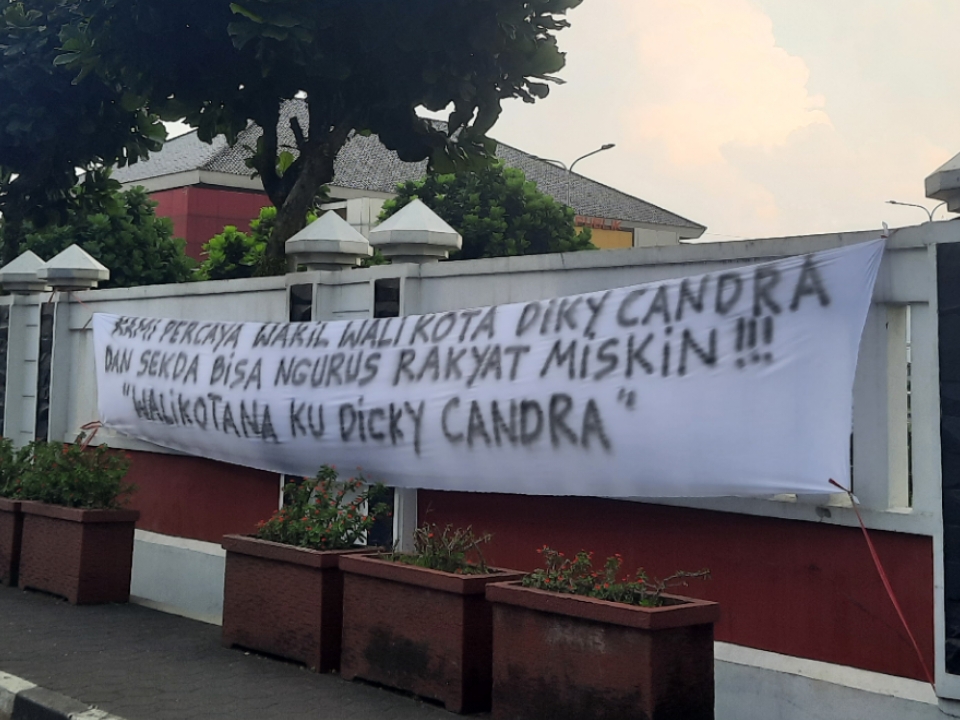 KAMI PERCAYA WAKIL WALI KOTA DIKY CANDRA
DAN SEKDA BISA NGURUS RAKYAT MISKIN !!!
"WALIKOTANA KU DICKY CANDRA"